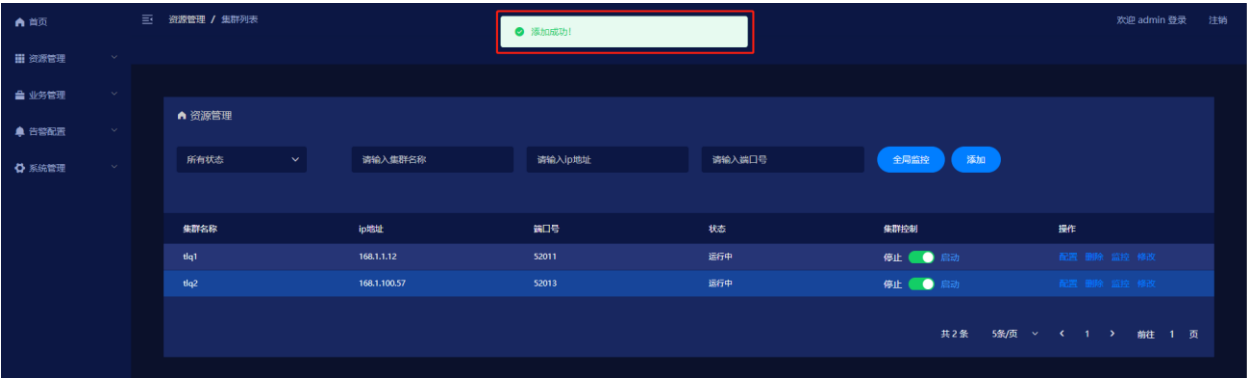 首页
资源管理 / 集群列表
添加成功!
欢迎 admin 登录 注销
资源管理
业务管理
告警配置
系统管理
资源管理
所有状态 请输入集群名称 请输入ip地址 请输入端口号 全局监控 添加
集群名称 ip地址 端口号 状态 集群控制 操作
tlq1 168.1.1.12 52011 运行中 停止 启动 配置 删除 监控 修改
tlq2 168.1.100.57 52013 运行中 停止 启动 配置 删除 监控 修改
共 2 条 5条/页 1 前往 1 页